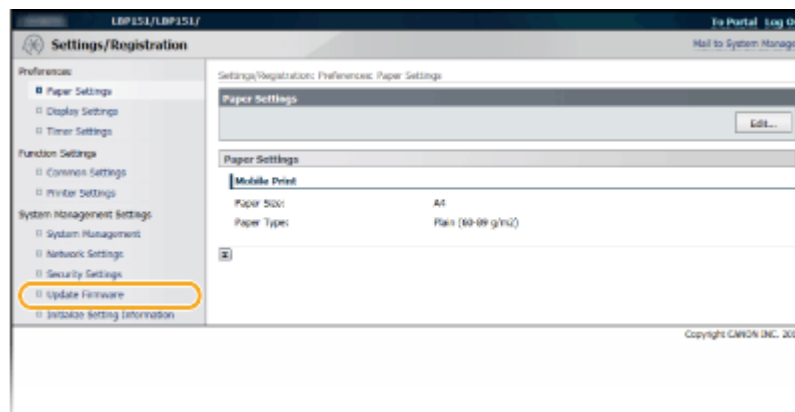 LBP151/LBP151/
To Portal Log O
Settings/Registration
Mail to System Manage
Preferences
Paper Settings
Display Settings
Timer Settings
Function Settings
Common Settings
Printer Settings
System Management Settings
System Management
Network Settings
Security Settings
Update Firmware
Initialize Setting Information
Settings/Registration: Preferences: Paper Settings
Paper Settings
Edit...
Paper Settings
Mobile Print
Paper Size: A4
Paper Type: Plain (60-89 g/m2)
Copyright CANON INC. 20